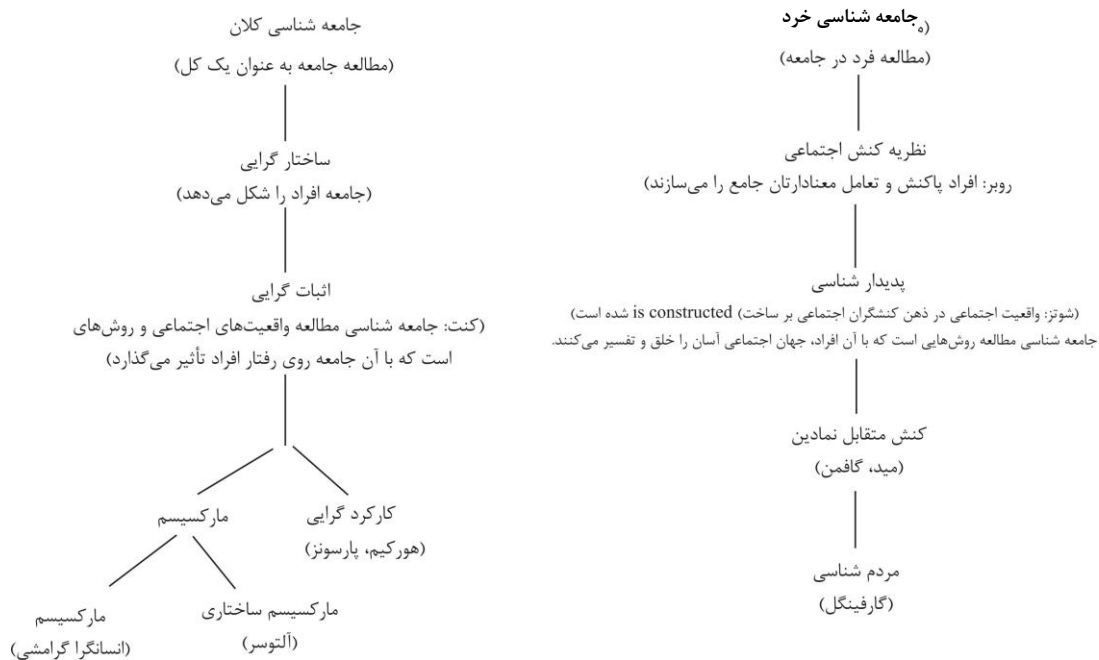 جامعه شناسی خرد
(ه
(مطالعه فرد در جامعه)
نظریه کنش اجتماعی
روبر: افراد پاکنش و تعامل معنادارتان جامع را می‌سازند)
پدیدار شناسی
(شوتز: واقعیت اجتماعی در ذهن کنشگران اجتماعی بر ساخت) is constructed شده است)
جامعه شناسی مطالعه روش‌هایی است که با آن افراد، جهان اجتماعی آسان را خلق و تفسیر می‌کنند.
کنش متقابل نمادین
(مید، گافمن)
مردم شناسی
(گارفینگل)
جامعه شناسی کلان
(مطالعه جامعه به عنوان یک کل)
ساختار گرایی
(جامعه افراد را شکل می‌دهد)
اثبات گرایی
(کنت: جامعه شناسی مطالعه واقعیت‌های اجتماعی و روش‌های
است که با آن جامعه روی رفتار افراد تأثیر می‌گذارد)
کارکرد گرایی
(هورکیم، پارسونز)
مارکسیسم
مارکسیسم ساختاری
(آلتوسر)
مارکسیسم
(انسانگرا گرامشی)